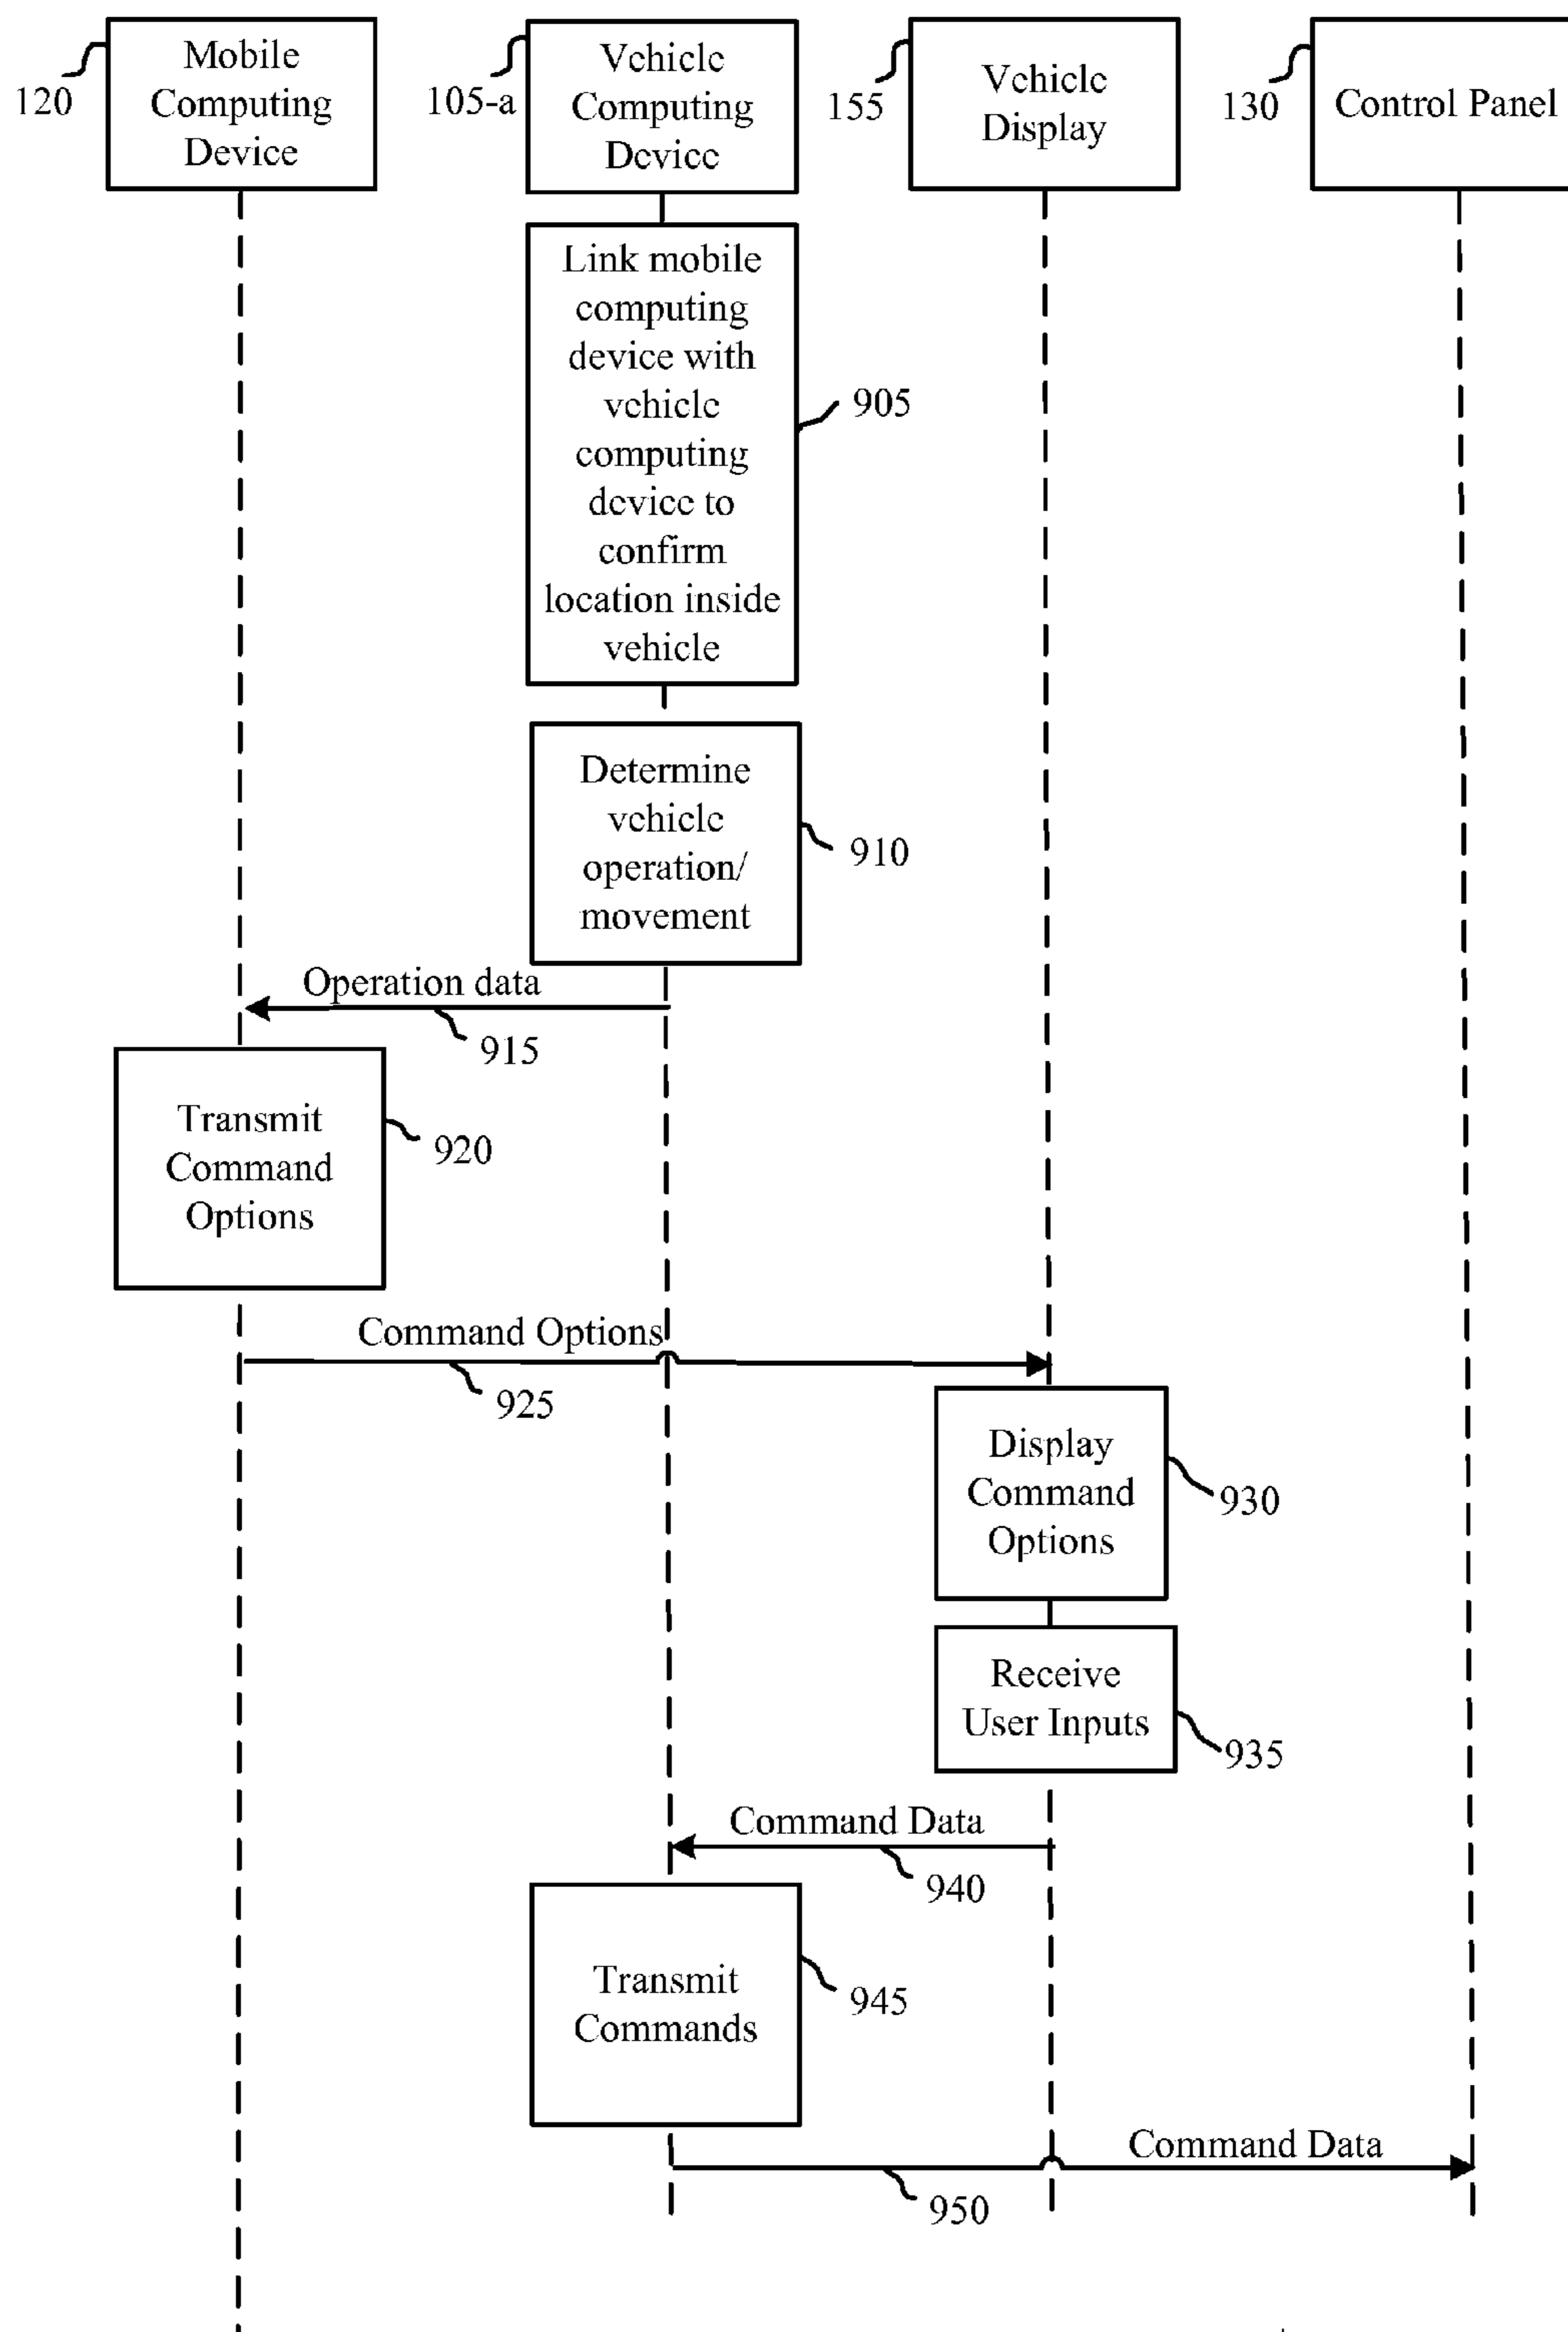 Mobile
Computing
Device
120
Vehicle
Computing
Device
105-a
Vehicle
Display
155
Control Panel
130
Link mobile
computing
device with
vehicle
computing
device to
confirm
location inside
vehicle
905
Determine
vehicle
operation/
movement
910
Operation data
915
Transmit
Command
Options
920
Command Options
925
Display
Command
Options
930
Receive
User Inputs
935
Command Data
940
Transmit
Commands
945
Command Data
950